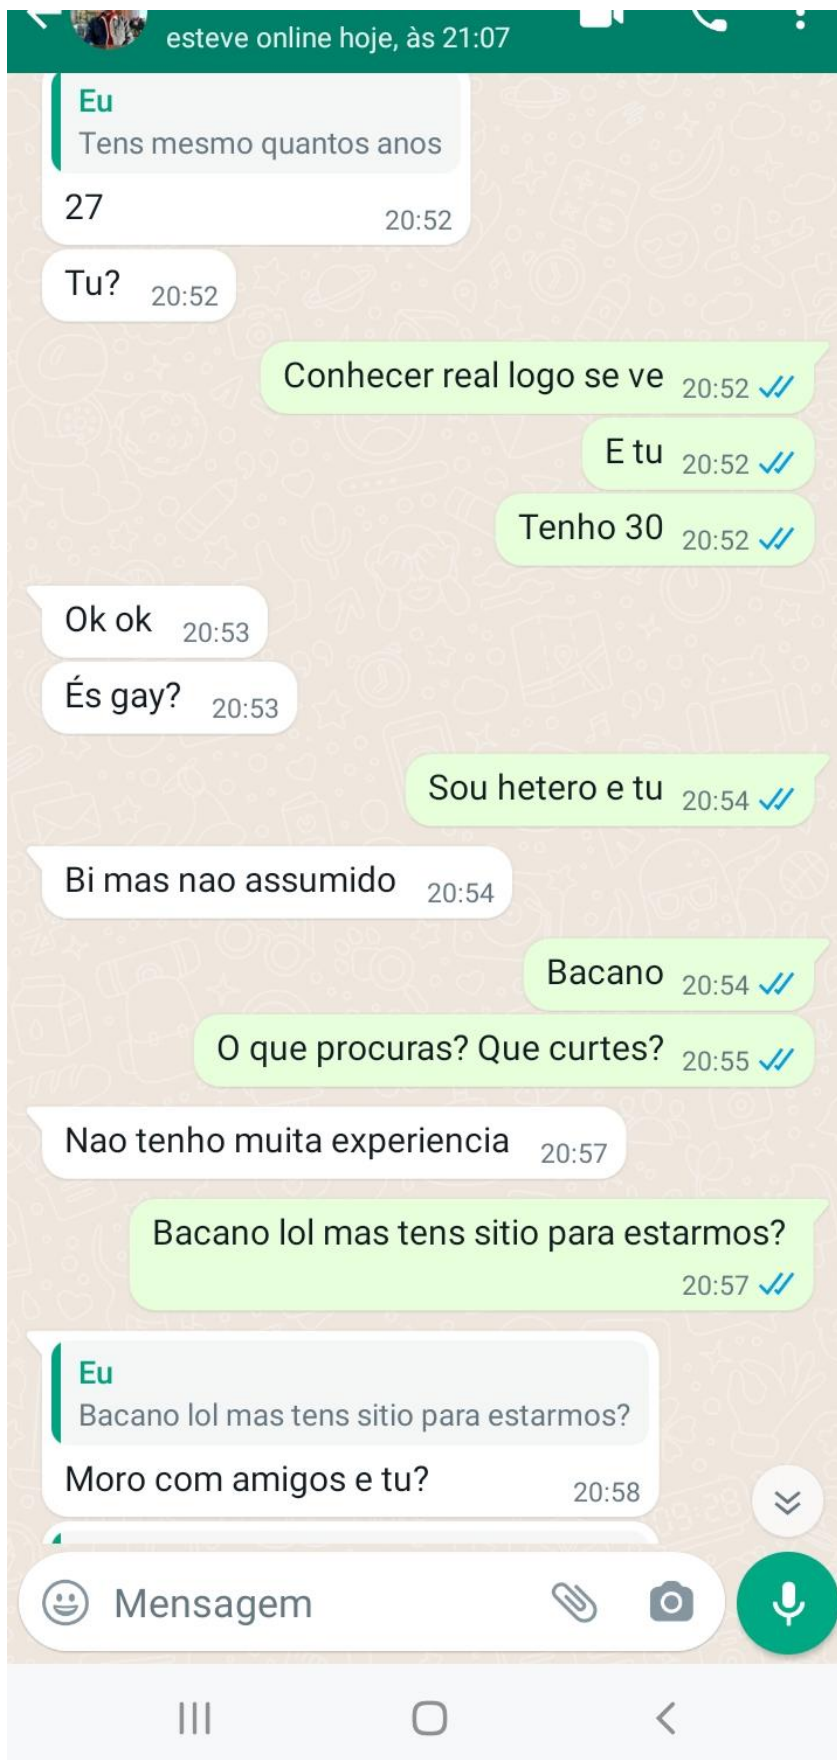 esteve online hoje, às 21:07
Eu
Tens mesmo quantos anos
27
20:52
Tu? 20:52
Conhecer real logo se ve 20:52
E tu 20:52
Tenho 30 20:52
Ok ok 20:53
És gay? 20:53
Sou hetero e tu 20:54
Bi mas nao assumido 20:54
Bacano 20:54
O que procuras? Que curtes? 20:55
Nao tenho muita experiencia 20:57
Bacano lol mas tens sitio para estarmos?
20:57
Eu
Bacano lol mas tens sitio para estarmos?
Moro com amigos e tu?
20:58
Mensagem